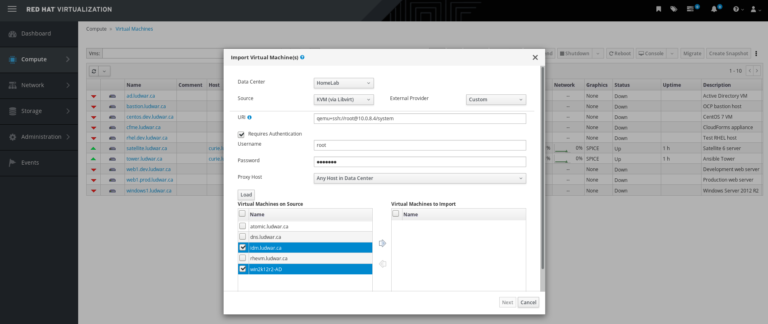 RED HAT VIRTUALIZATION
Dashboard
Compute
Network
Storage
Administration
Events
Compute » Virtual Machines
Vms:
Shutdown
Reboot
Console
Migrate
Create Snapshot
1 - 10
Name Comment Host Network Graphics Status Uptime Description
ad.ludwar.ca -- None Down Active Directory VM
bastion.ludwar.ca -- None Down OCP bastion host
centos.dev.ludwar.ca -- None Down CentOS 7 VM
cfme.ludwar.ca -- None Down CloudForms appliance
rhel.dev.ludwar.ca -- None Down Test RHEL host
satellite.ludwar.ca 0% SPICE Up 1 h Satellite 6 server
tower.ludwar.ca 0% SPICE Up 1 h Ansible Tower
web1.dev.ludwar.ca -- None Down Development web server
web1.prod.ludwar.ca -- None Down Production web server
windows1.ludwar.ca -- None Down Windows Server 2012 R2
Import Virtual Machine(s)
Data Center HomeLab
Source KVM (via Libvirt) External Provider Custom
URI qemu+ssh://root@10.0.8.4/system
Requires Authentication
Username root
Password
Proxy Host Any Host in Data Center
Load
Virtual Machines on Source Virtual Machines to Import
Name Name
atomic.ludwar.ca
dns.ludwar.ca
idm.ludwar.ca
rhevm.ludwar.ca
win2k12r2-AD
Next Cancel